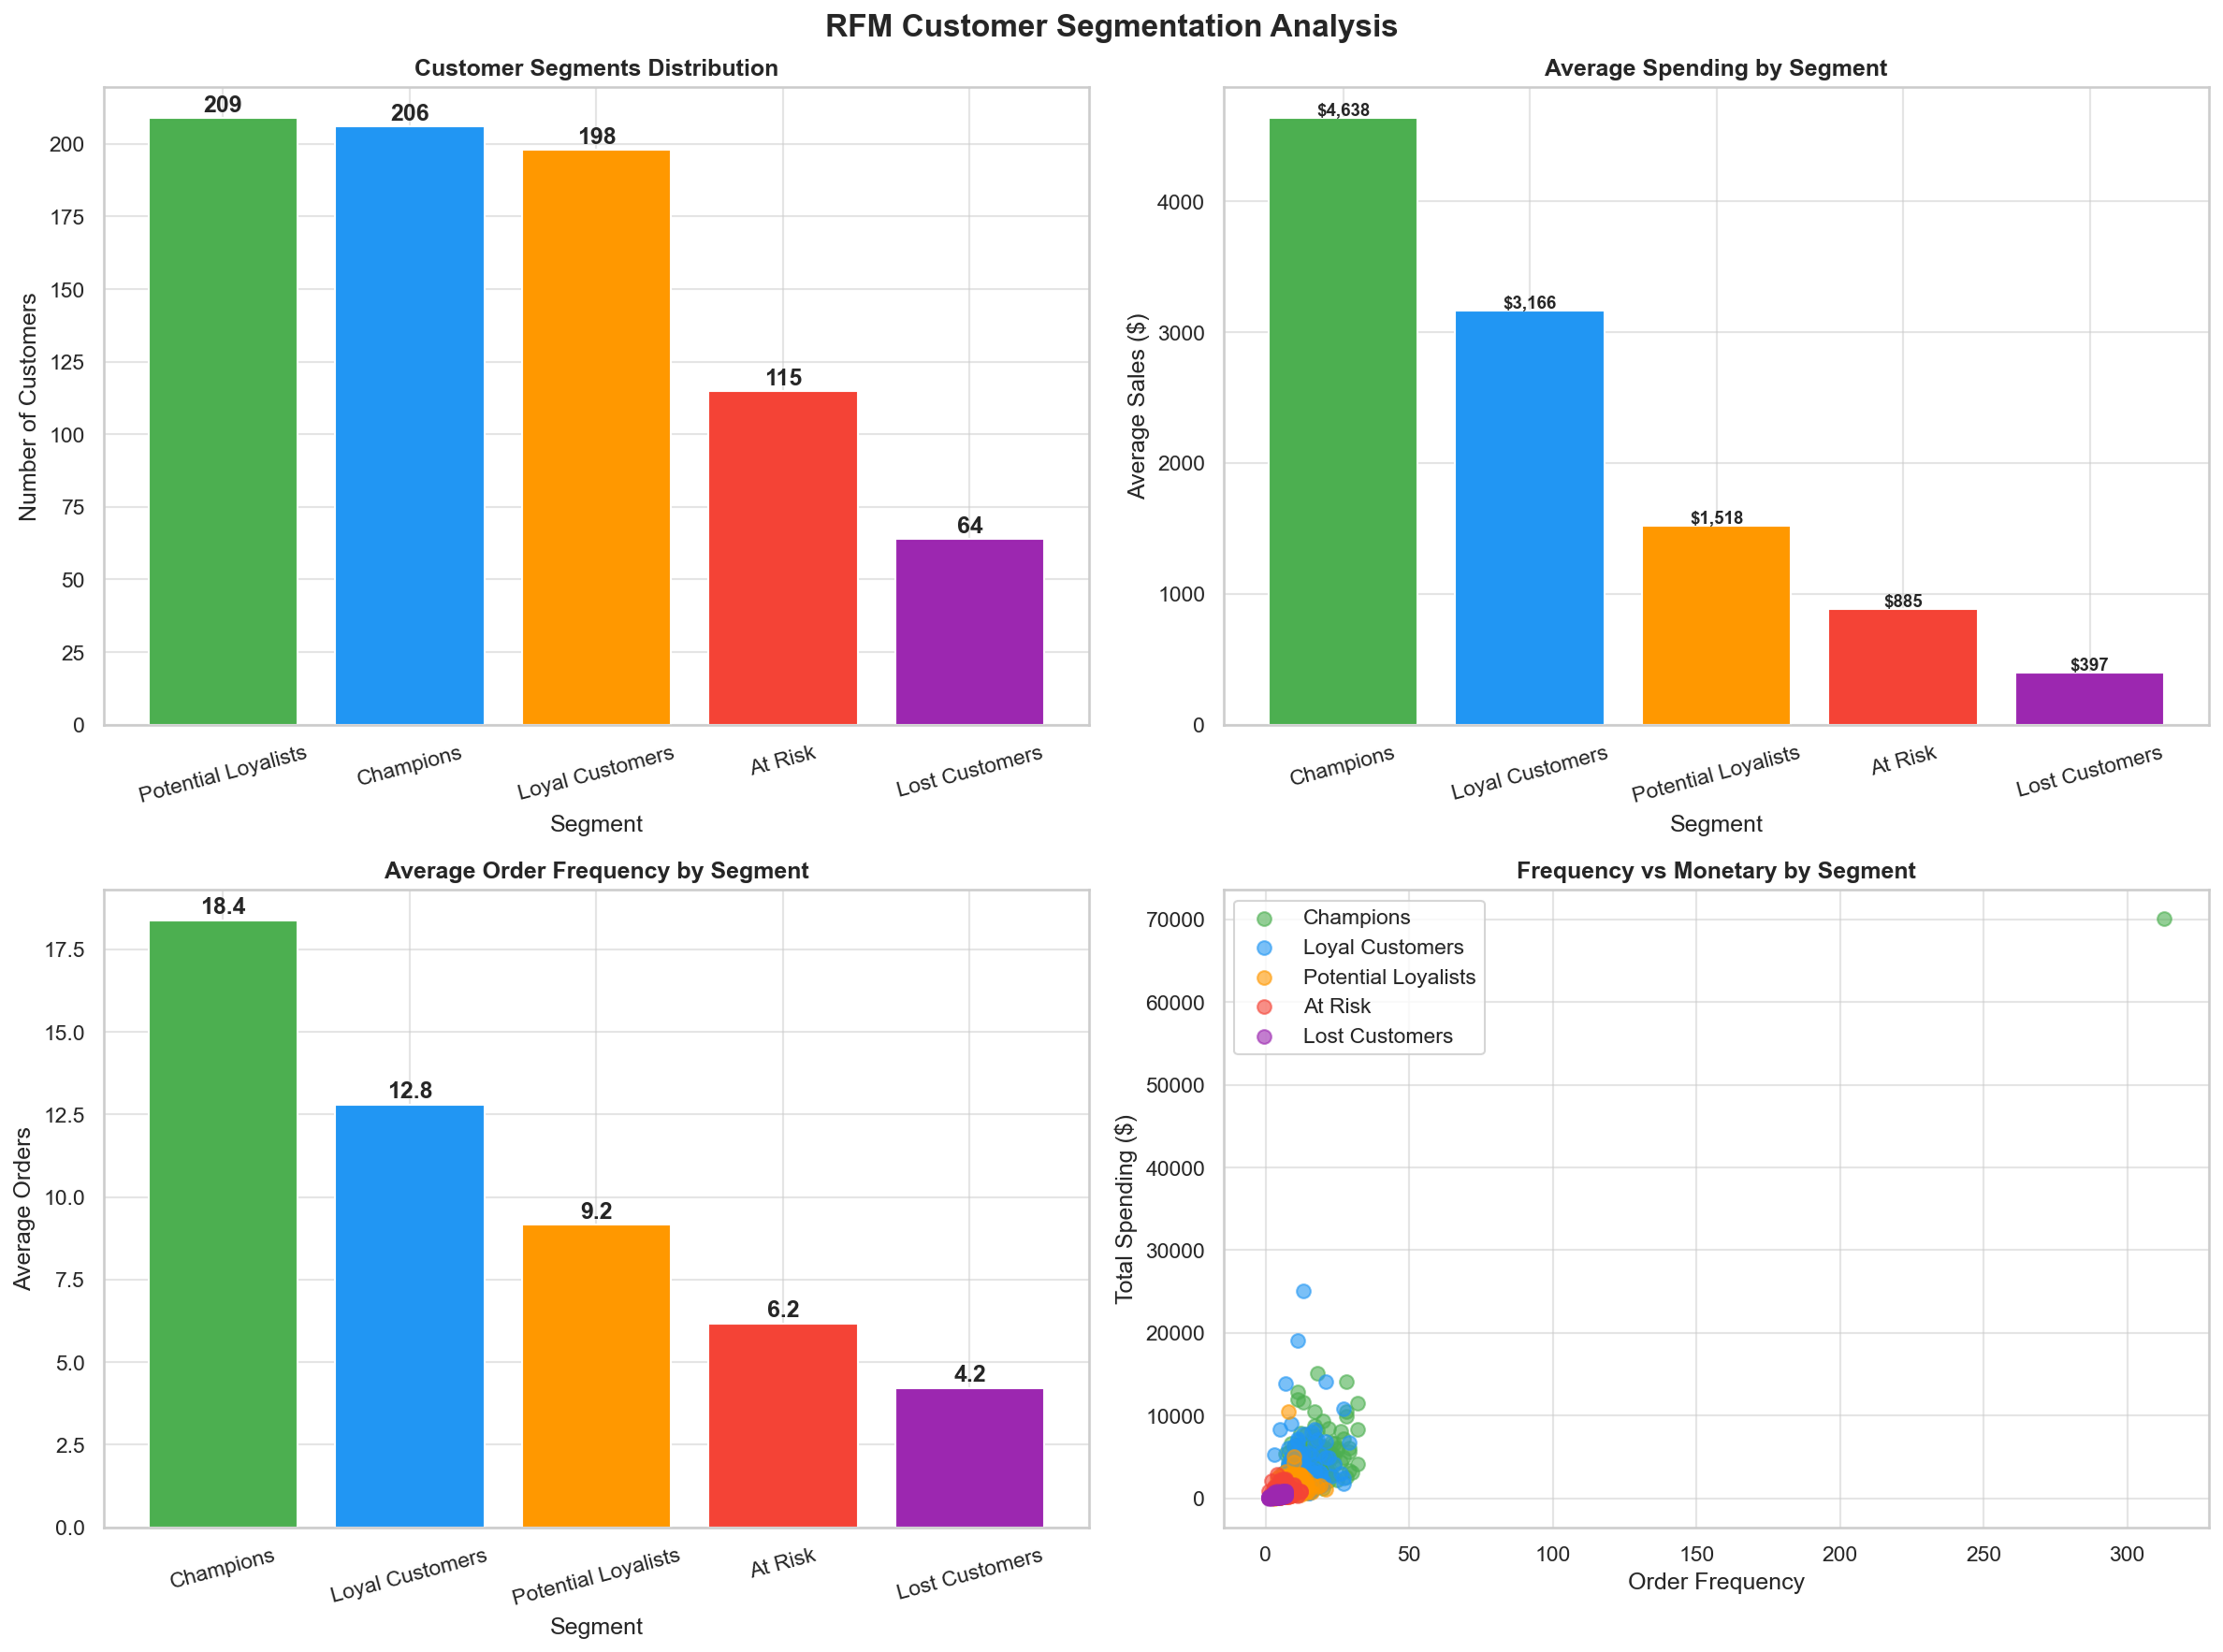 RFM Customer Segmentation Analysis
Customer Segments Distribution
Number of Customers
200
175
150
125
100
75
50
25
0
209
206
198
115
64
Potential Loyalists
Champions
Loyal Customers
At Risk
Lost Customers
Segment
Average Spending by Segment
Average Sales ($)
4000
3000
2000
1000
0
$4,638
$3,166
$1,518
$885
$397
Champions
Loyal Customers
Potential Loyalists
At Risk
Lost Customers
Segment
Average Order Frequency by Segment
Average Orders
17.5
15.0
12.5
10.0
7.5
5.0
2.5
0.0
18.4
12.8
9.2
6.2
4.2
Champions
Loyal Customers
Potential Loyalists
At Risk
Lost Customers
Segment
Frequency vs Monetary by Segment
Total Spending ($)
70000
60000
50000
40000
30000
20000
10000
0
Champions
Loyal Customers
Potential Loyalists
At Risk
Lost Customers
0
50
100
150
200
250
300
Order Frequency